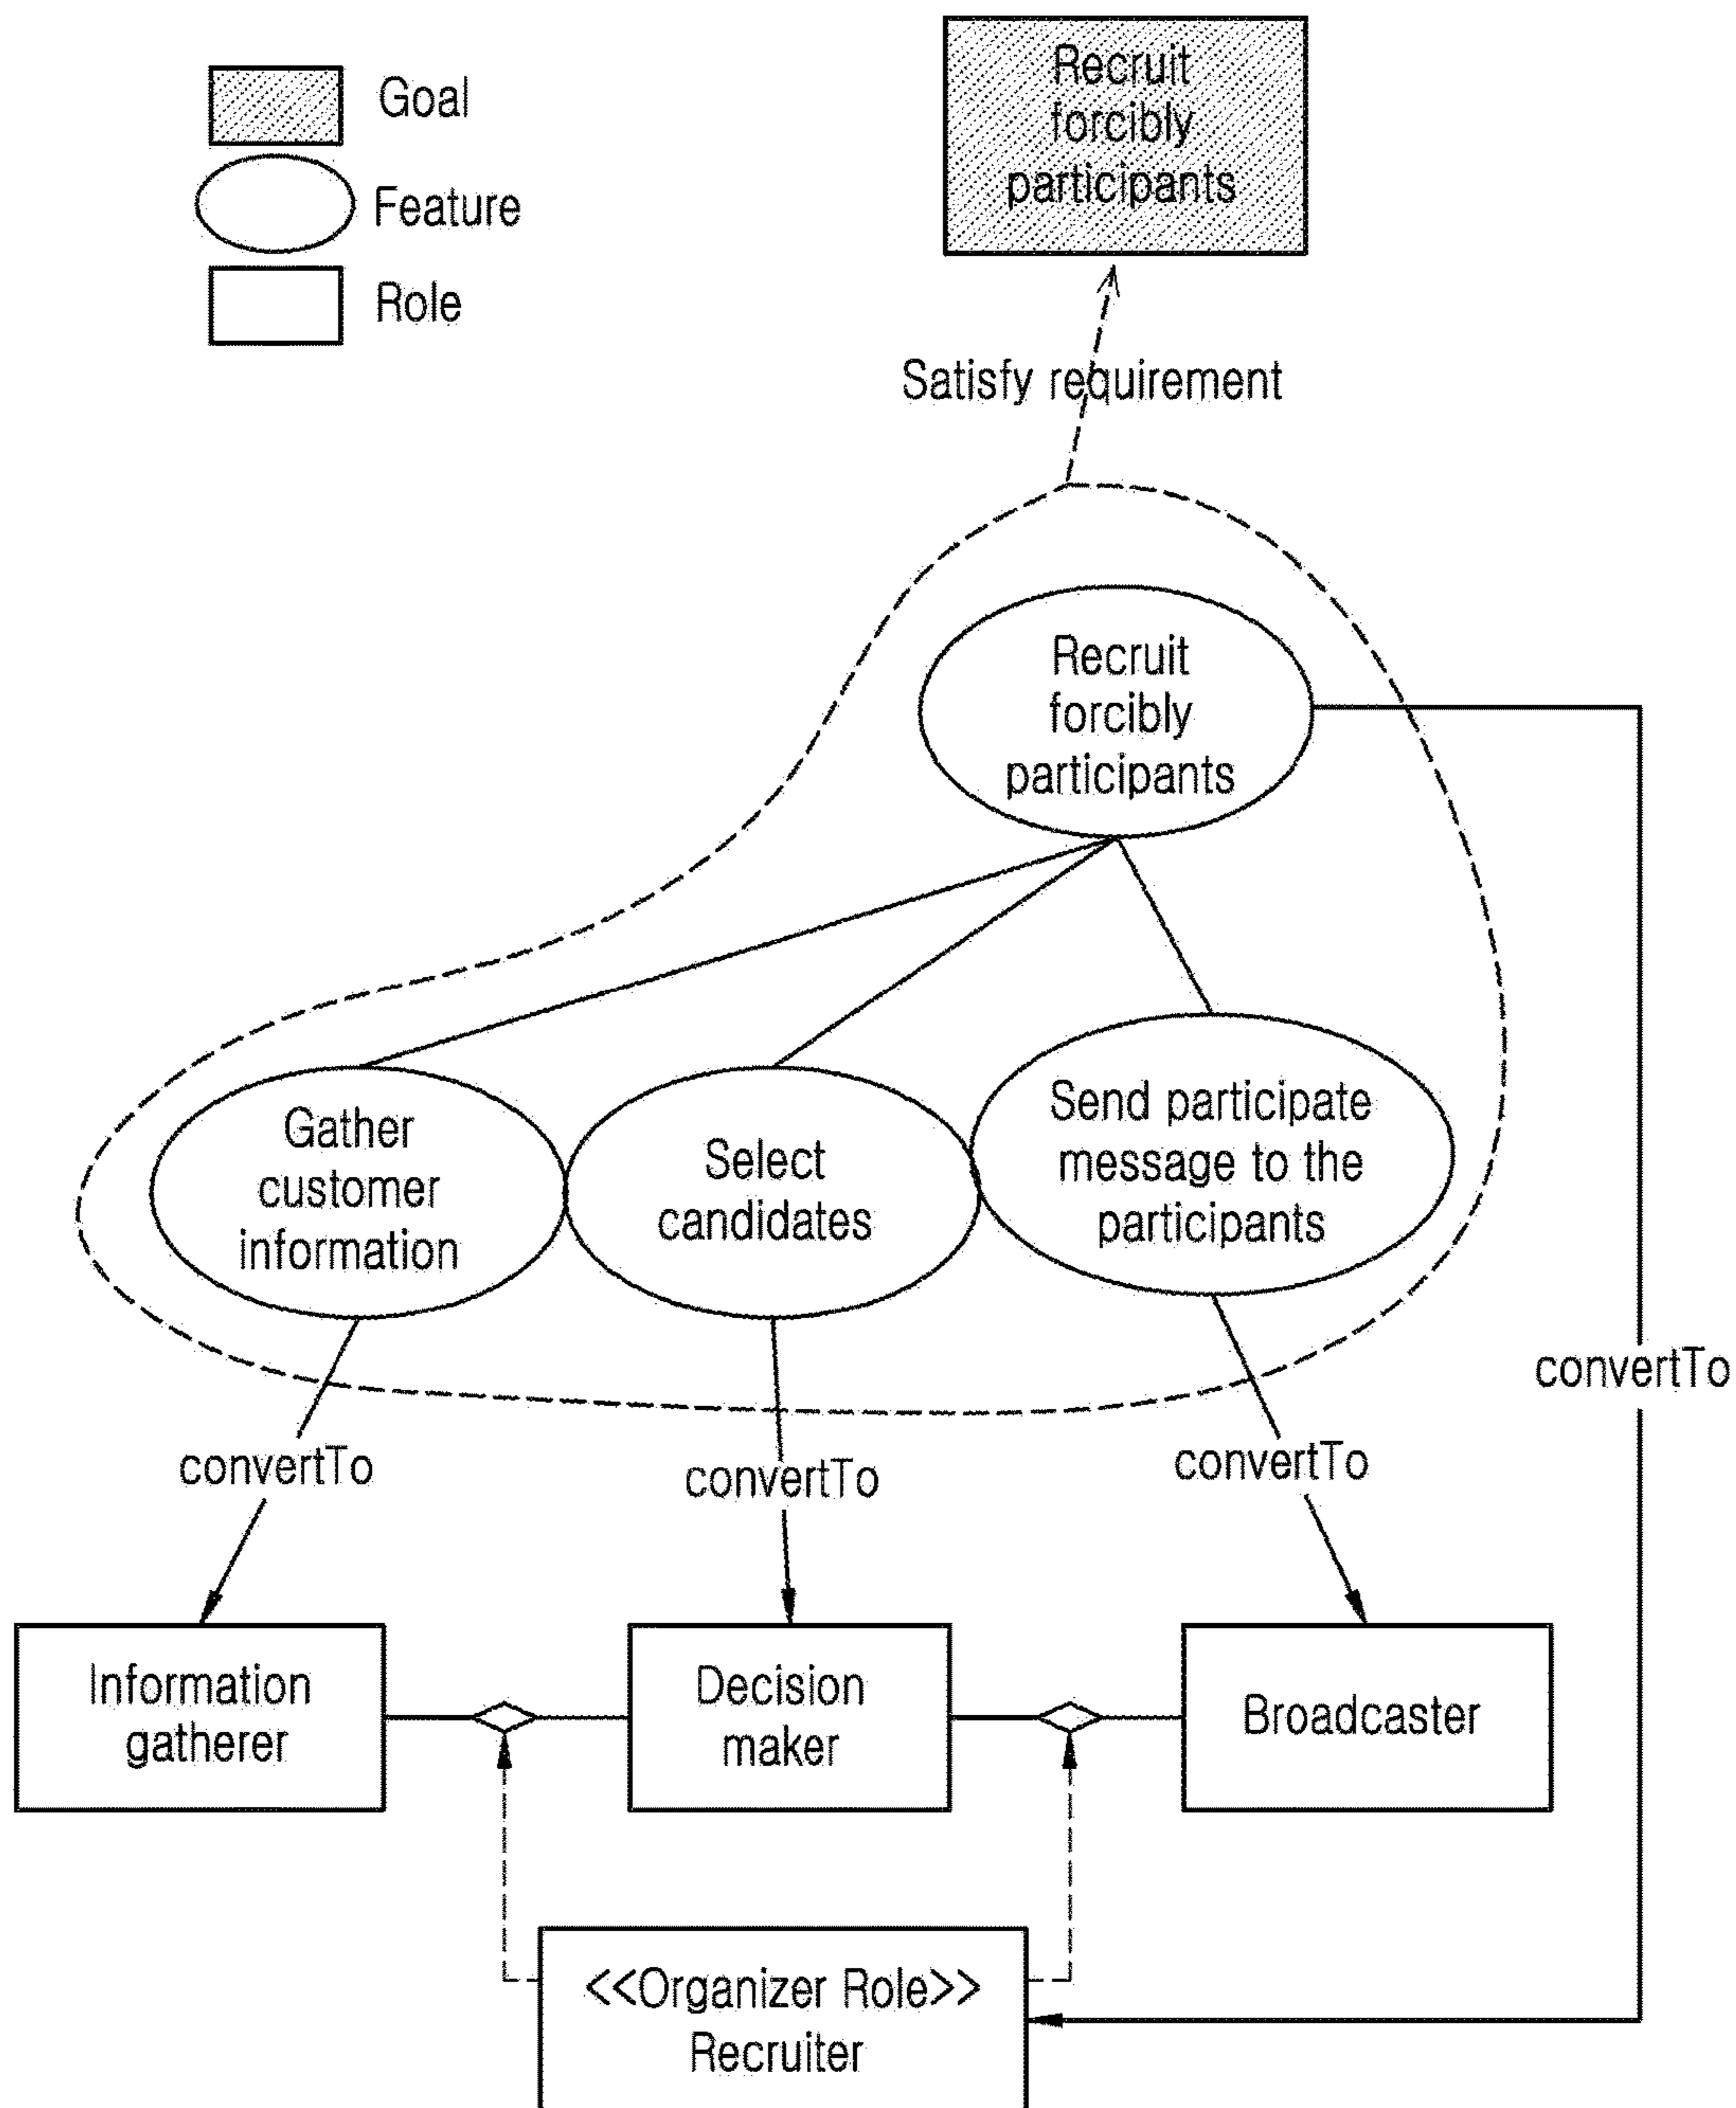 Goal
Feature
Role
Recruit
forcibly
participants
Satisfy requirement
Recruit
forcibly
participants
Gather
customer
information
Select
candidates
Send participate
message to the
participants
convertTo
convertTo
convertTo
convertTo
Information
gatherer
Decision
maker
Broadcaster
<<Organizer Role>>
Recruiter